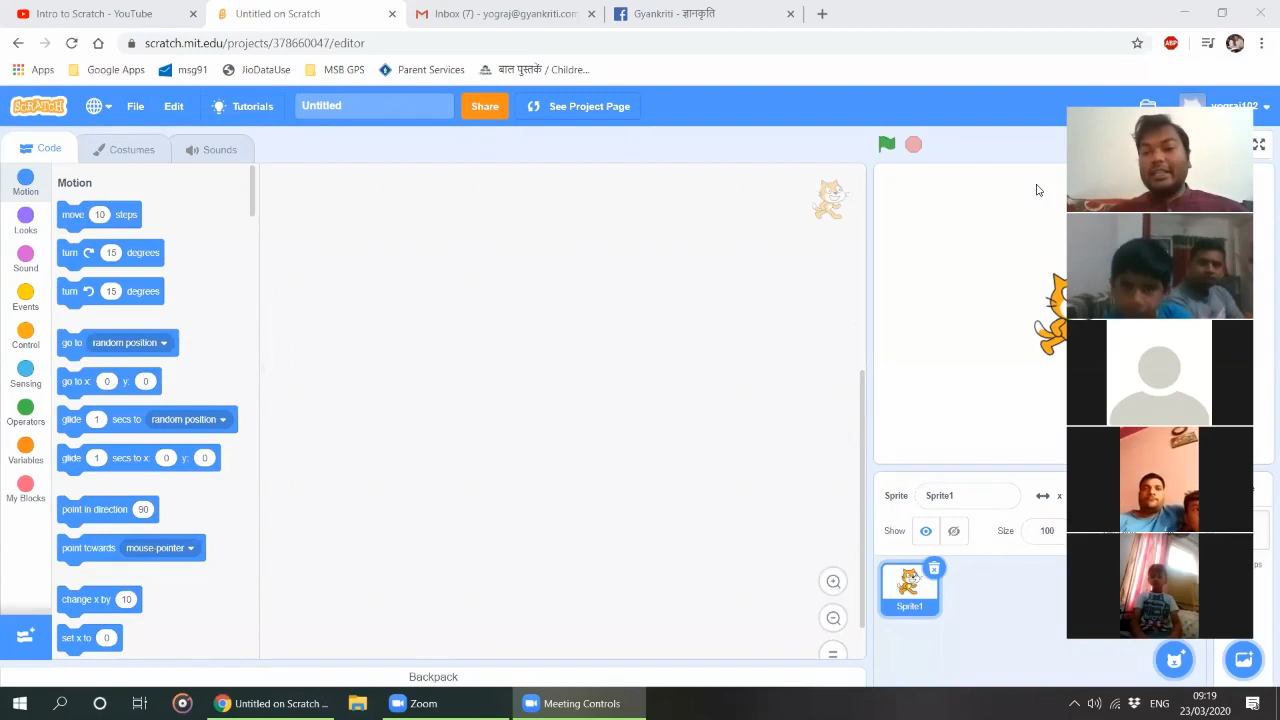 Intro to Scratch - YouTube
Untitled on Scratch
Inbox (7) - yograj@gyankriti.com
Gyankriti - ज्ञानकृति
scratch.mit.edu/projects/378660047/editor
ABP
Apps
Google Apps
msg91
JioDataUse
MSB GPS
Parent Services
बाल पुस्तक / Childre...
SCRATCH
File
Edit
Tutorials
Untitled
Share
See Project Page
yograj102
Code
Costumes
Sounds
Motion
Looks
Sound
Events
Control
Sensing
Operators
Variables
My Blocks
Motion
move 10 steps
turn 15 degrees
turn 15 degrees
go to random position
go to x: 0 y: 0
glide 1 secs to random position
glide 1 secs to x: 0 y: 0
point in direction 90
point towards mouse-pointer
change x by 10
set x to 0
Sprite
Sprite1
x
Show
Size
100
Sprite1
Backpack
Untitled on Scratch ...
Zoom
Meeting Controls
ENG
09:19
23/03/2020